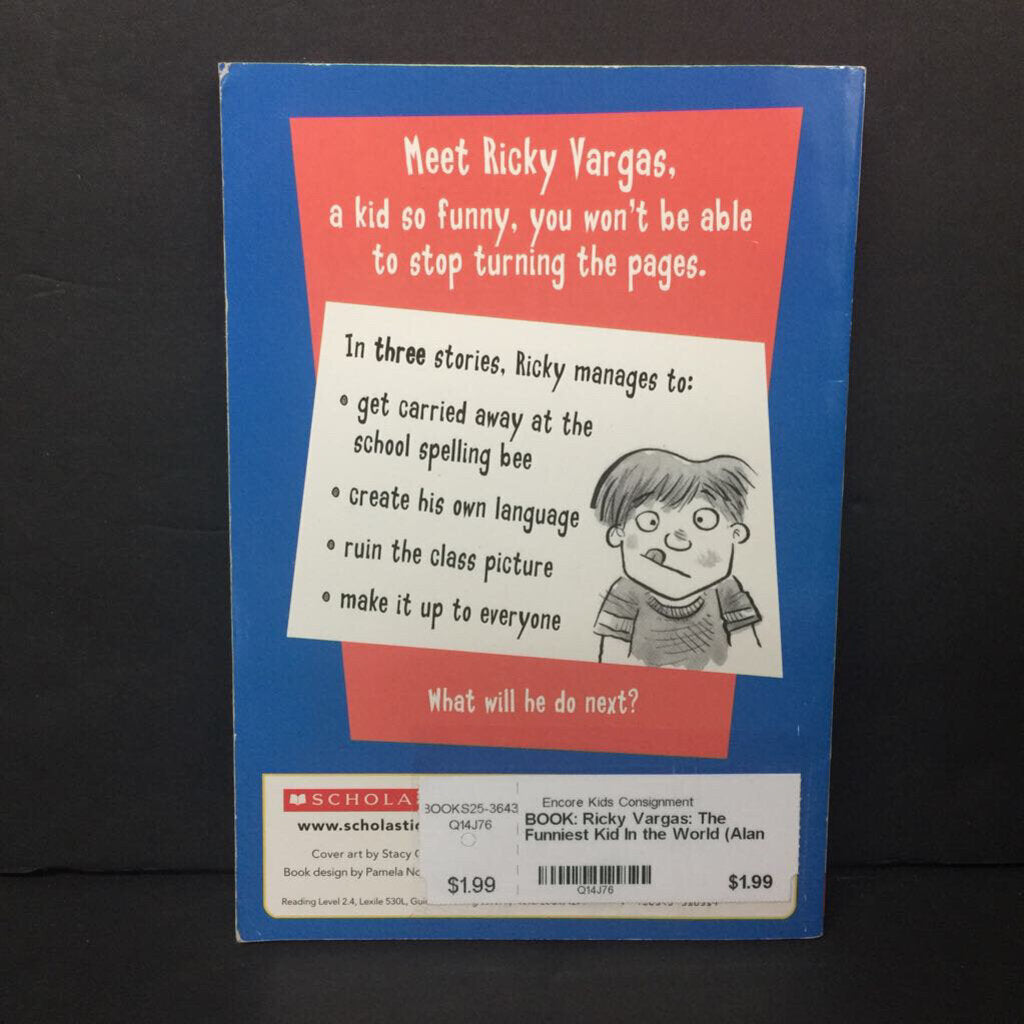 Meet Ricky Vargas,
a kid so funny, you won't be able
to stop turning the pages.
In three stories, Ricky manages to:
• get carried away at the
school spelling bee
• create his own language
• ruin the class picture
• make it up to everyone
What will he do next?
SCHOLA
www.scholastic
Cover art by Stacy
Book design by Pamela
Reading Level 2.4, Lexile 530L,
BOOKS25-3643
Q14J76
$1.99
Encore Kids Consignment
BOOK: Ricky Vargas: The
Funniest Kid In the World (Alan
Q14J76
$1.99